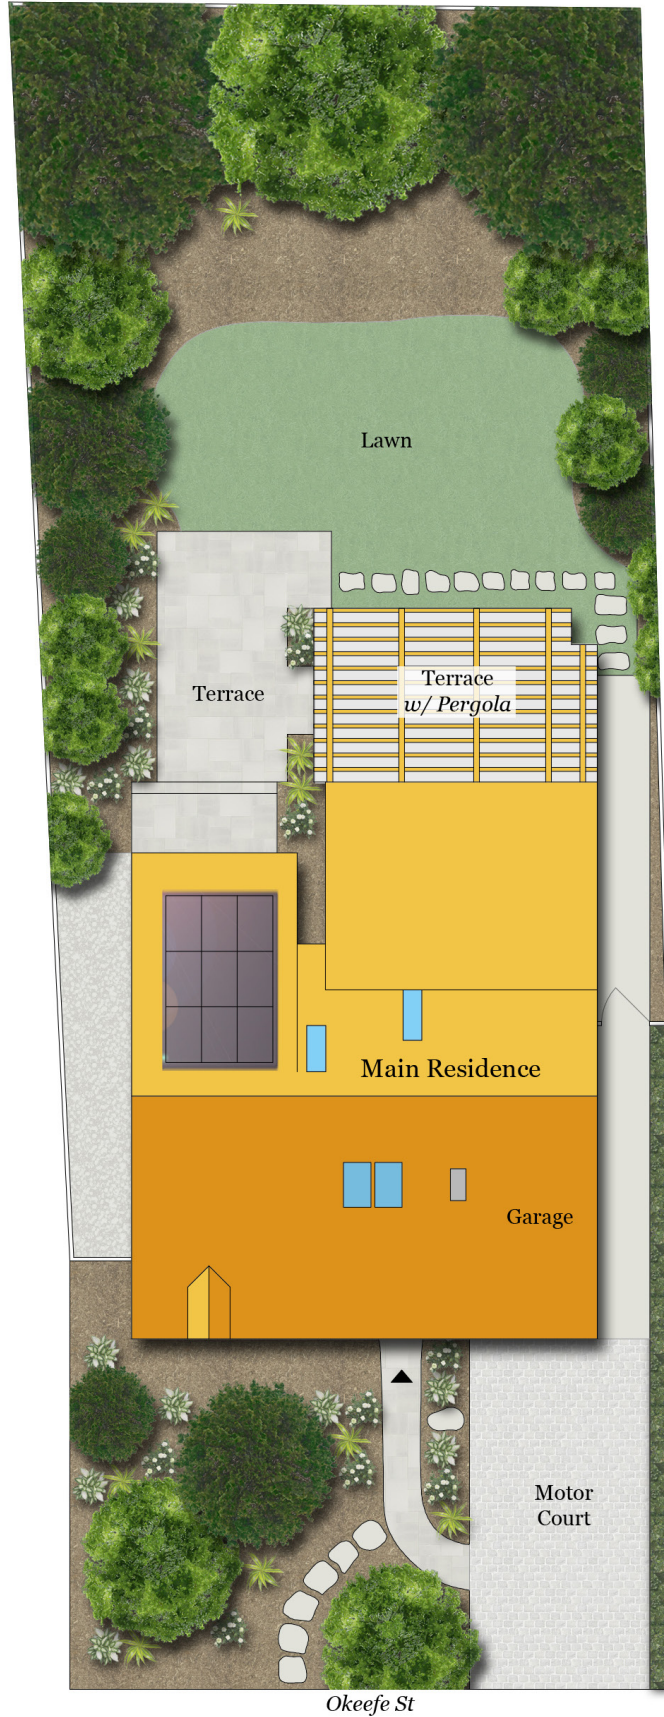 Lawn
Terrace
w/ Pergola
Terrace
Main Residence
Garage
Motor
Court
Okeefe St